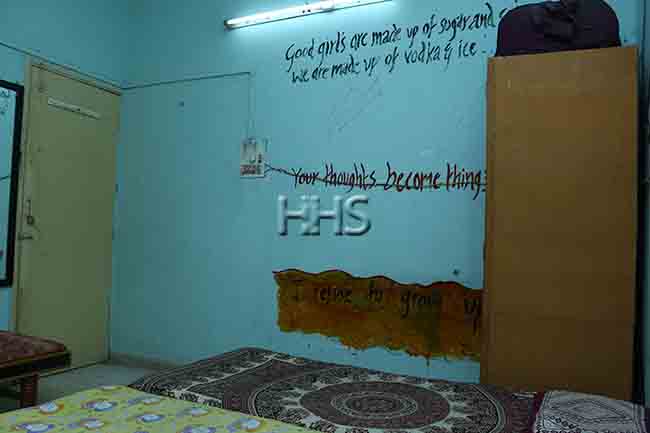 Good girls are made up of sugar and
we are made up of vodka & ice.
Your thoughts become things
HHS
I refuse to grow up